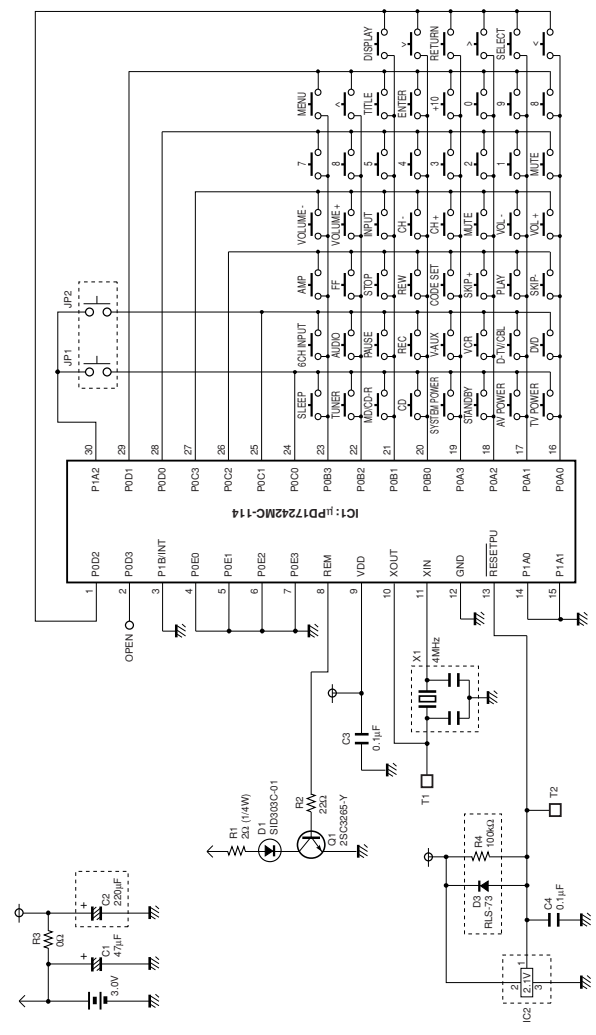 JP1
JP2
DISPLAY
˅
RETURN
>
SELECT
<
MENU
^
TITLE
ENTER
+10
0
9
8
7
8
5
4
3
2
1
MUTE
VOLUME-
VOLUME+
INPUT
CH-
CH+
MUTE
VOL-
VOL+
AMP
FF
STOP
REW
CODE SET
SKIP+
PLAY
SKIP-
6CH INPUT
AUDIO
PAUSE
REC
V-AUX
VCR
D-TV/CBL
DVD
SLEEP
TUNER
MD/CD-R
CD
SYSTEM POWER
STANDBY
AV POWER
TV POWER
30 29 28 27 26 25 24 23 22 21 20 19 18 17 16
P1A2 P0D1 P0D0 P0C3 P0C2 P0C1 P0C0 P0B3 P0B2 P0B1 P0B0 P0A3 P0A2 P0A1 P0A0
IC1: µPD17242MC-114
P0D2 P0D3 P1B/INT P0E0 P0E1 P0E2 P0E3 REM VDD XOUT XIN GND RESETPU P1A0 P1A1
1 2 3 4 5 6 7 8 9 10 11 12 13 14 15
OPEN
X1
4MHz
C3
0.1µF
T1
R1
2Ω (1/4W)
D1
SID303C-01
R2
22Ω
Q1
2SC3265-Y
T2
R4
100kΩ
D3
RLS-73
C4
0.1µF
IC2
2.1V
1
2
3
R3
0Ω
+
C2
220µF
+
C1
47µF
3.0V